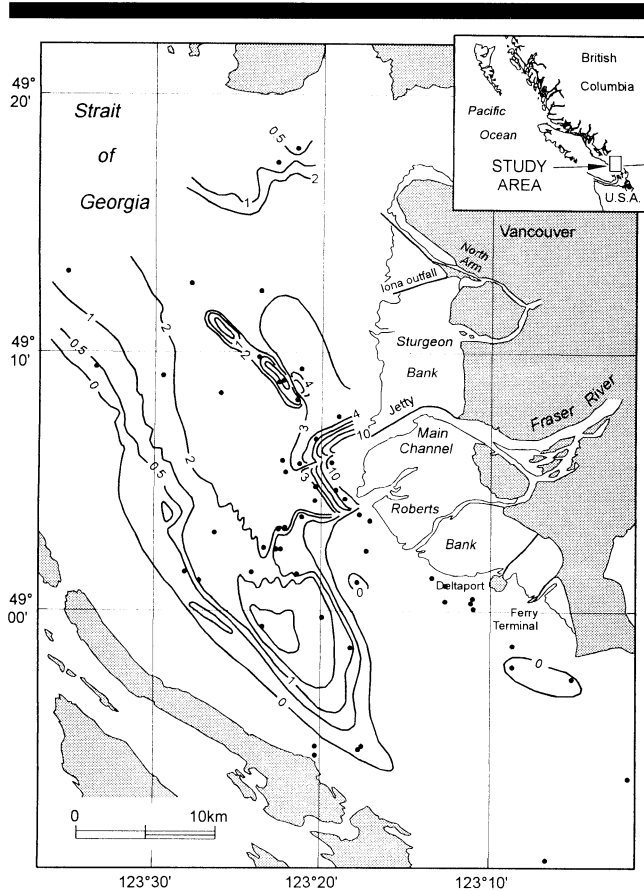 49°
20'
Strait
of
Georgia
British
Columbia
Pacific
Ocean
STUDY
AREA
U.S.A.
Vancouver
North
Arm
Iona outfall
Sturgeon
Bank
Jetty
Main
Channel
Fraser River
Roberts
Bank
Deltaport
Ferry
Terminal
0.5
1
2
1
0.5
0
2
49°
10'
2
4
3
4
10
10
3
0.5
0
49°
00'
1
0
0
0
10km
123°30'
123°20'
123°10'